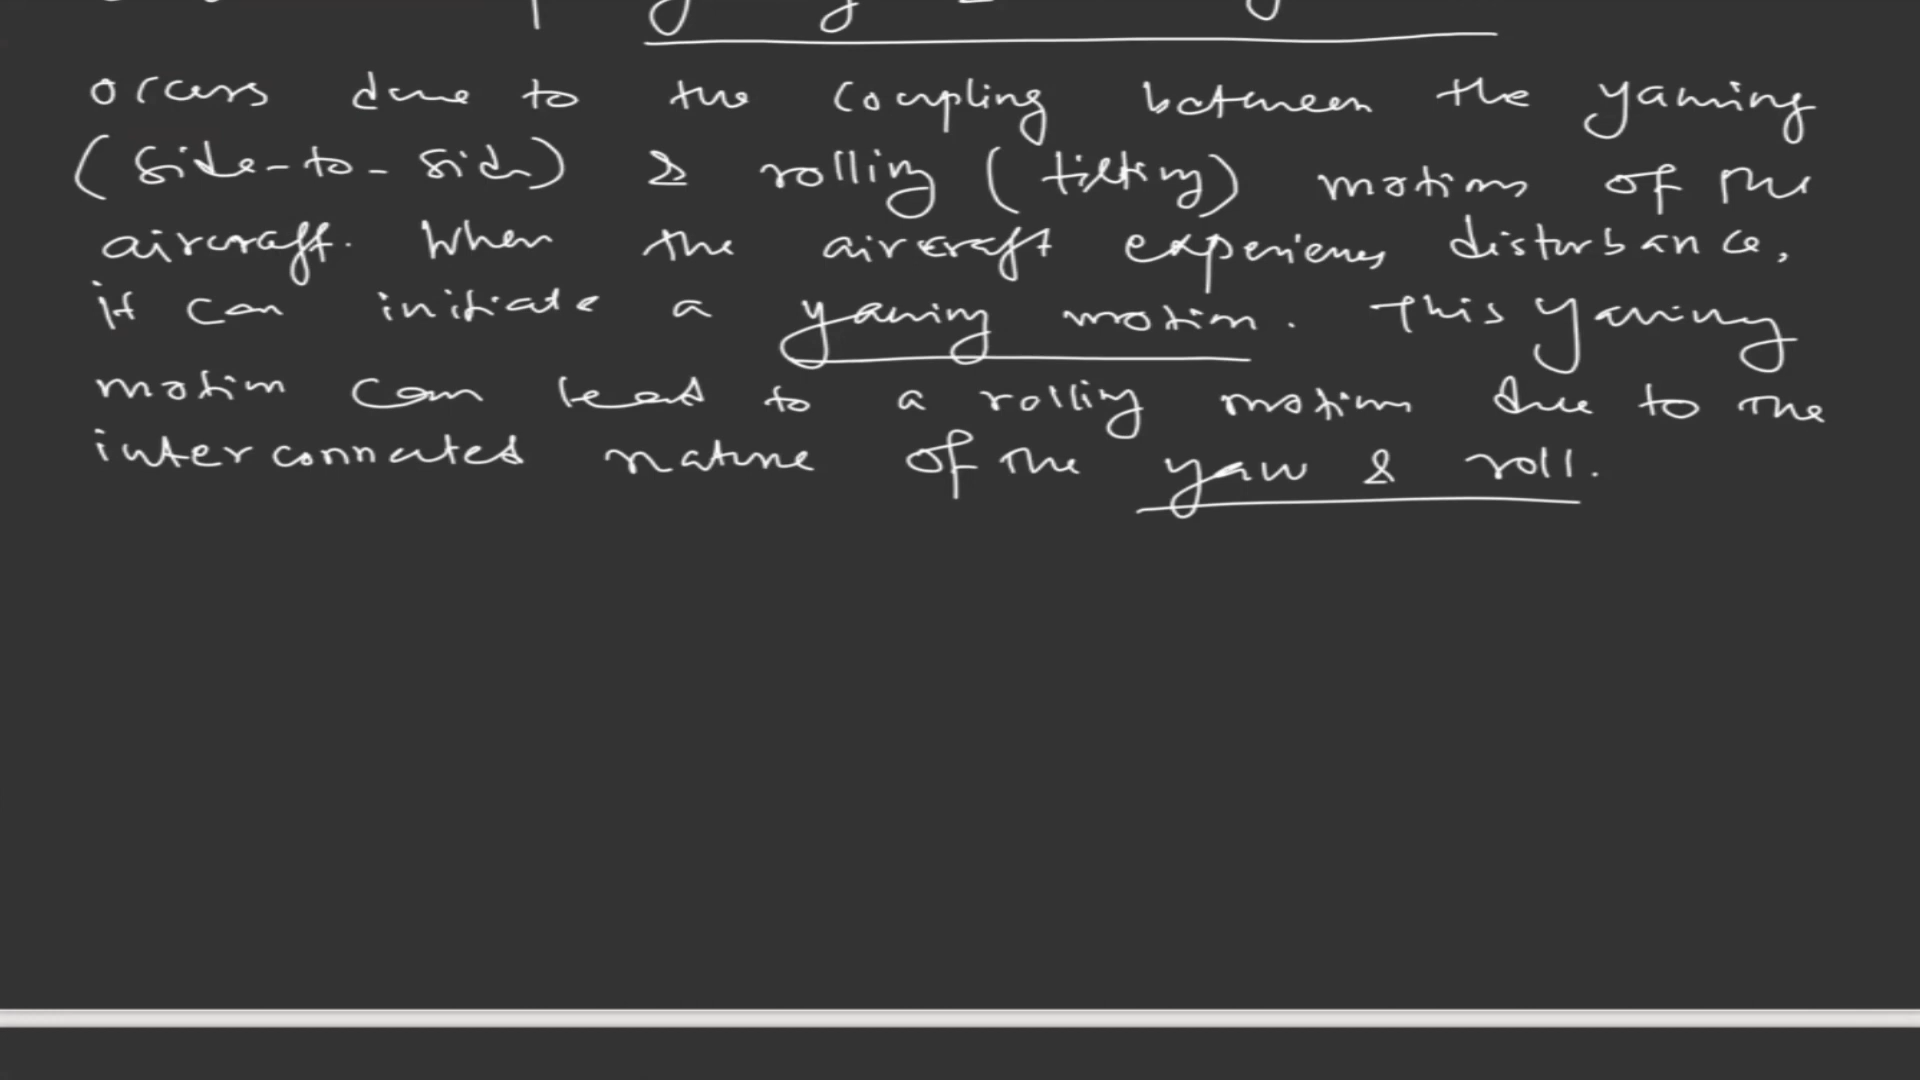 occurs due to the coupling between the yawing
(side-to-side) & rolling (tilting) motions of the
aircraft. When the aircraft experiences disturbance,
it can initiate a yawing motion. This yawing
motion can lead to a rolling motion due to the
interconnected nature of the yaw & roll.